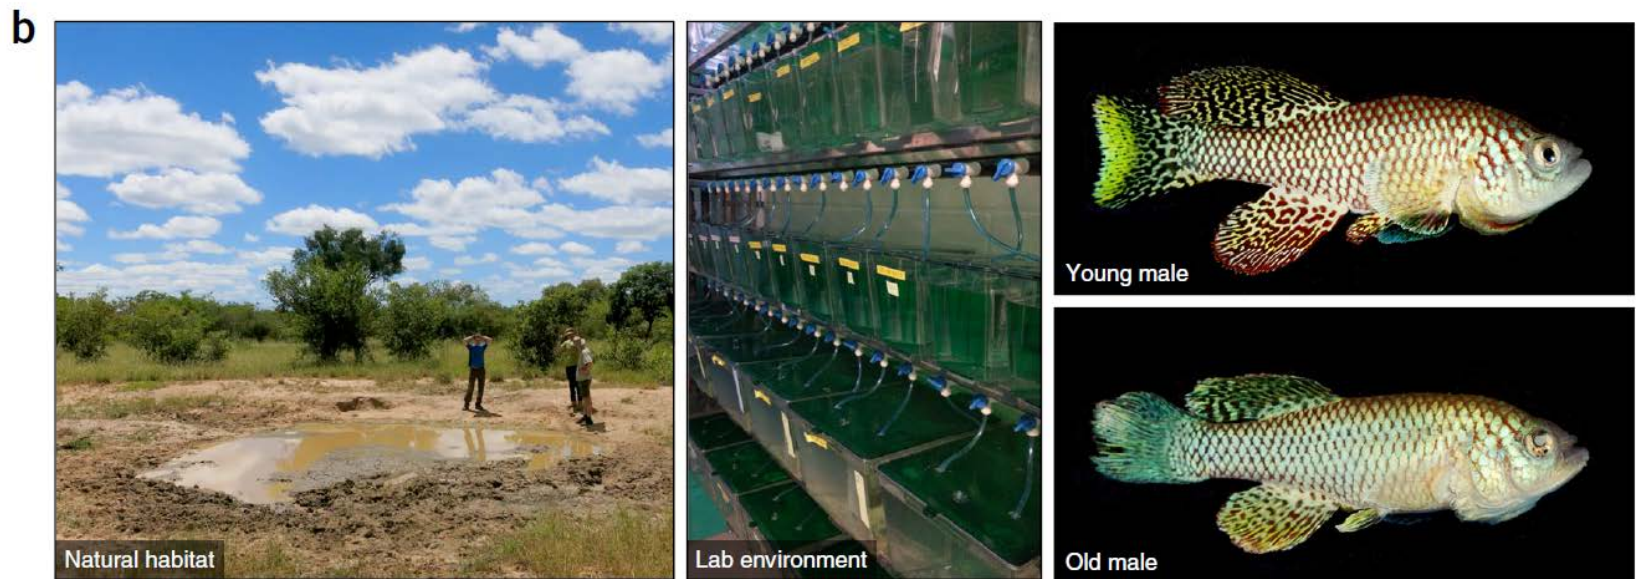 b
Natural habitat
Lab environment
Young male
Old male